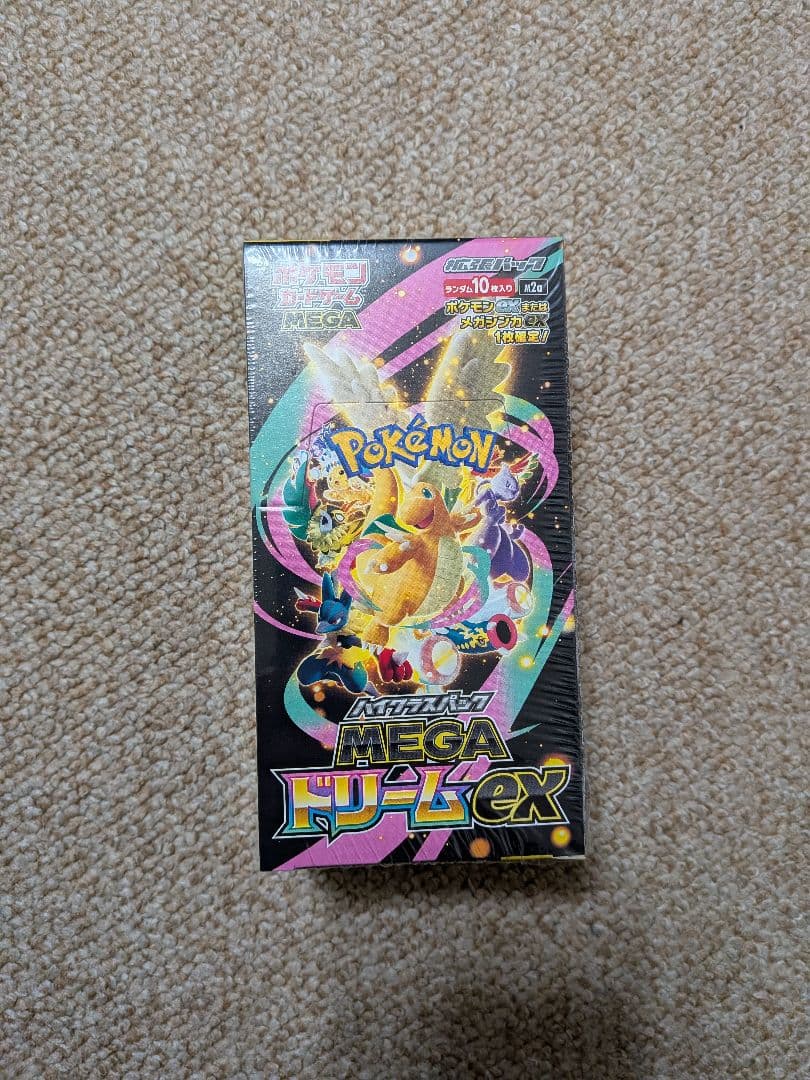 ポケモン
カードゲーム
MEGA
拡張パック
ランダム10枚入り
M2a
ポケモンexまたは
メガシンカex
1枚確定！
POKéMON
ハイクラスパック
MEGA
ドリームex